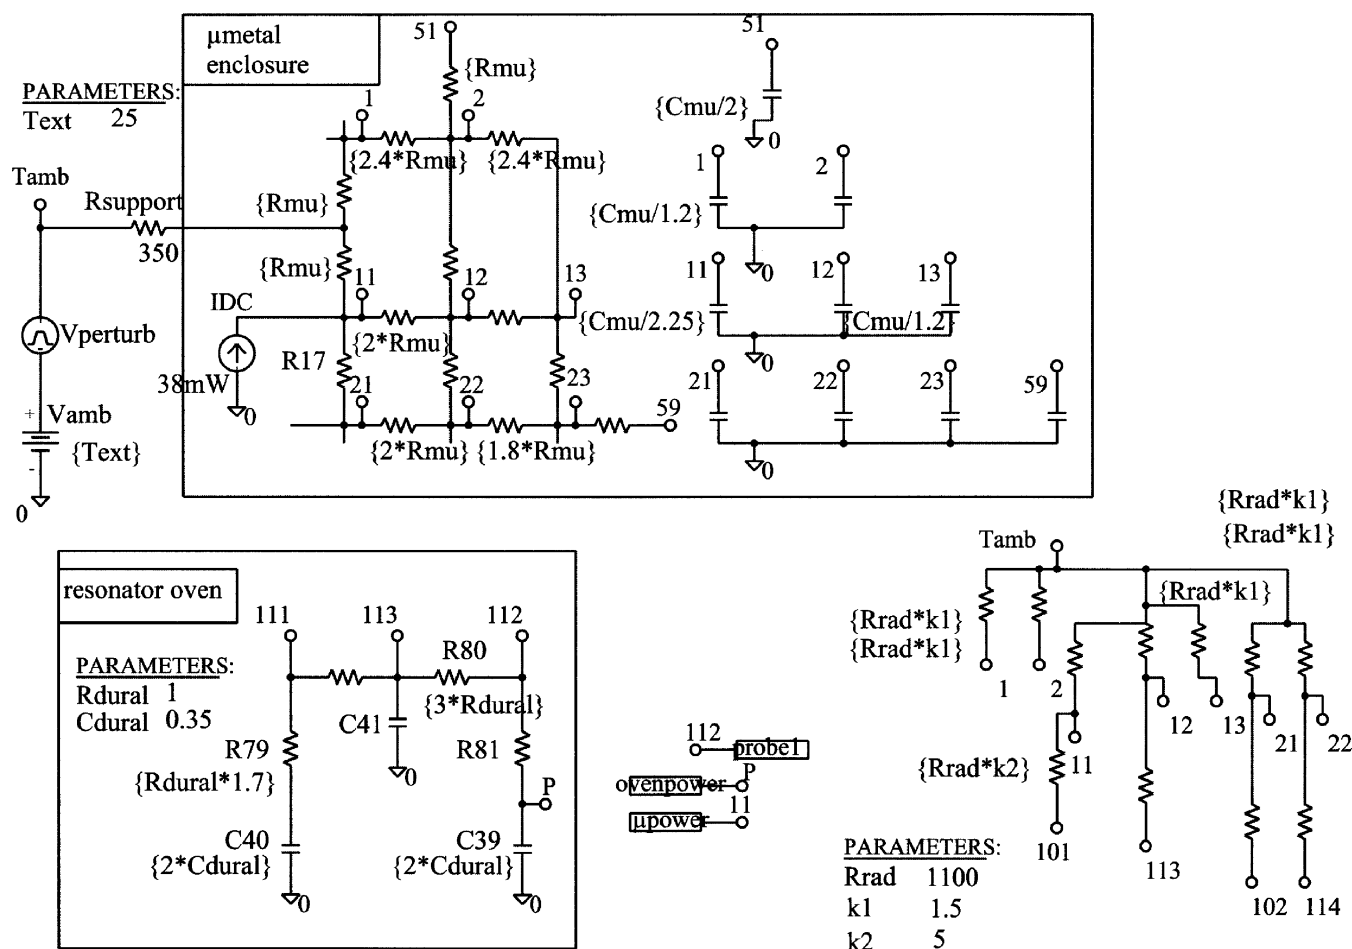 μmetal
enclosure
51
{Rmu}
51
{Cmu/2}
0
PARAMETERS:
Text 25
1
2
{2.4*Rmu}
{2.4*Rmu}
1
2
Tamb
Rsupport
350
{Rmu}
{Cmu/1.2}
0
{Rmu}
11
12
13
11
12
13
IDC
{2*Rmu}
{Cmu/2.25}
{Cmu/1.2}
0
Vperturb
38mW
0
R17
21
22
23
59
21
22
23
59
+
Vamb
{Text}
-
0
{2*Rmu}
{1.8*Rmu}
0
resonator oven
111
113
112
PARAMETERS:
Rdural 1
Cdural 0.35
R80
{3*Rdural}
C41
0
R79
{Rdural*1.7}
R81
P
C40
{2*Cdural}
0
C39
{2*Cdural}
0
112
probe1
ovenpower
P
μpower
11
{Rrad*k1}
{Rrad*k1}
Tamb
{Rrad*k1}
{Rrad*k1}
{Rrad*k1}
1
2
12
13
21
22
11
{Rrad*k2}
101
113
102
114
PARAMETERS:
Rrad 1100
k1 1.5
k2 5